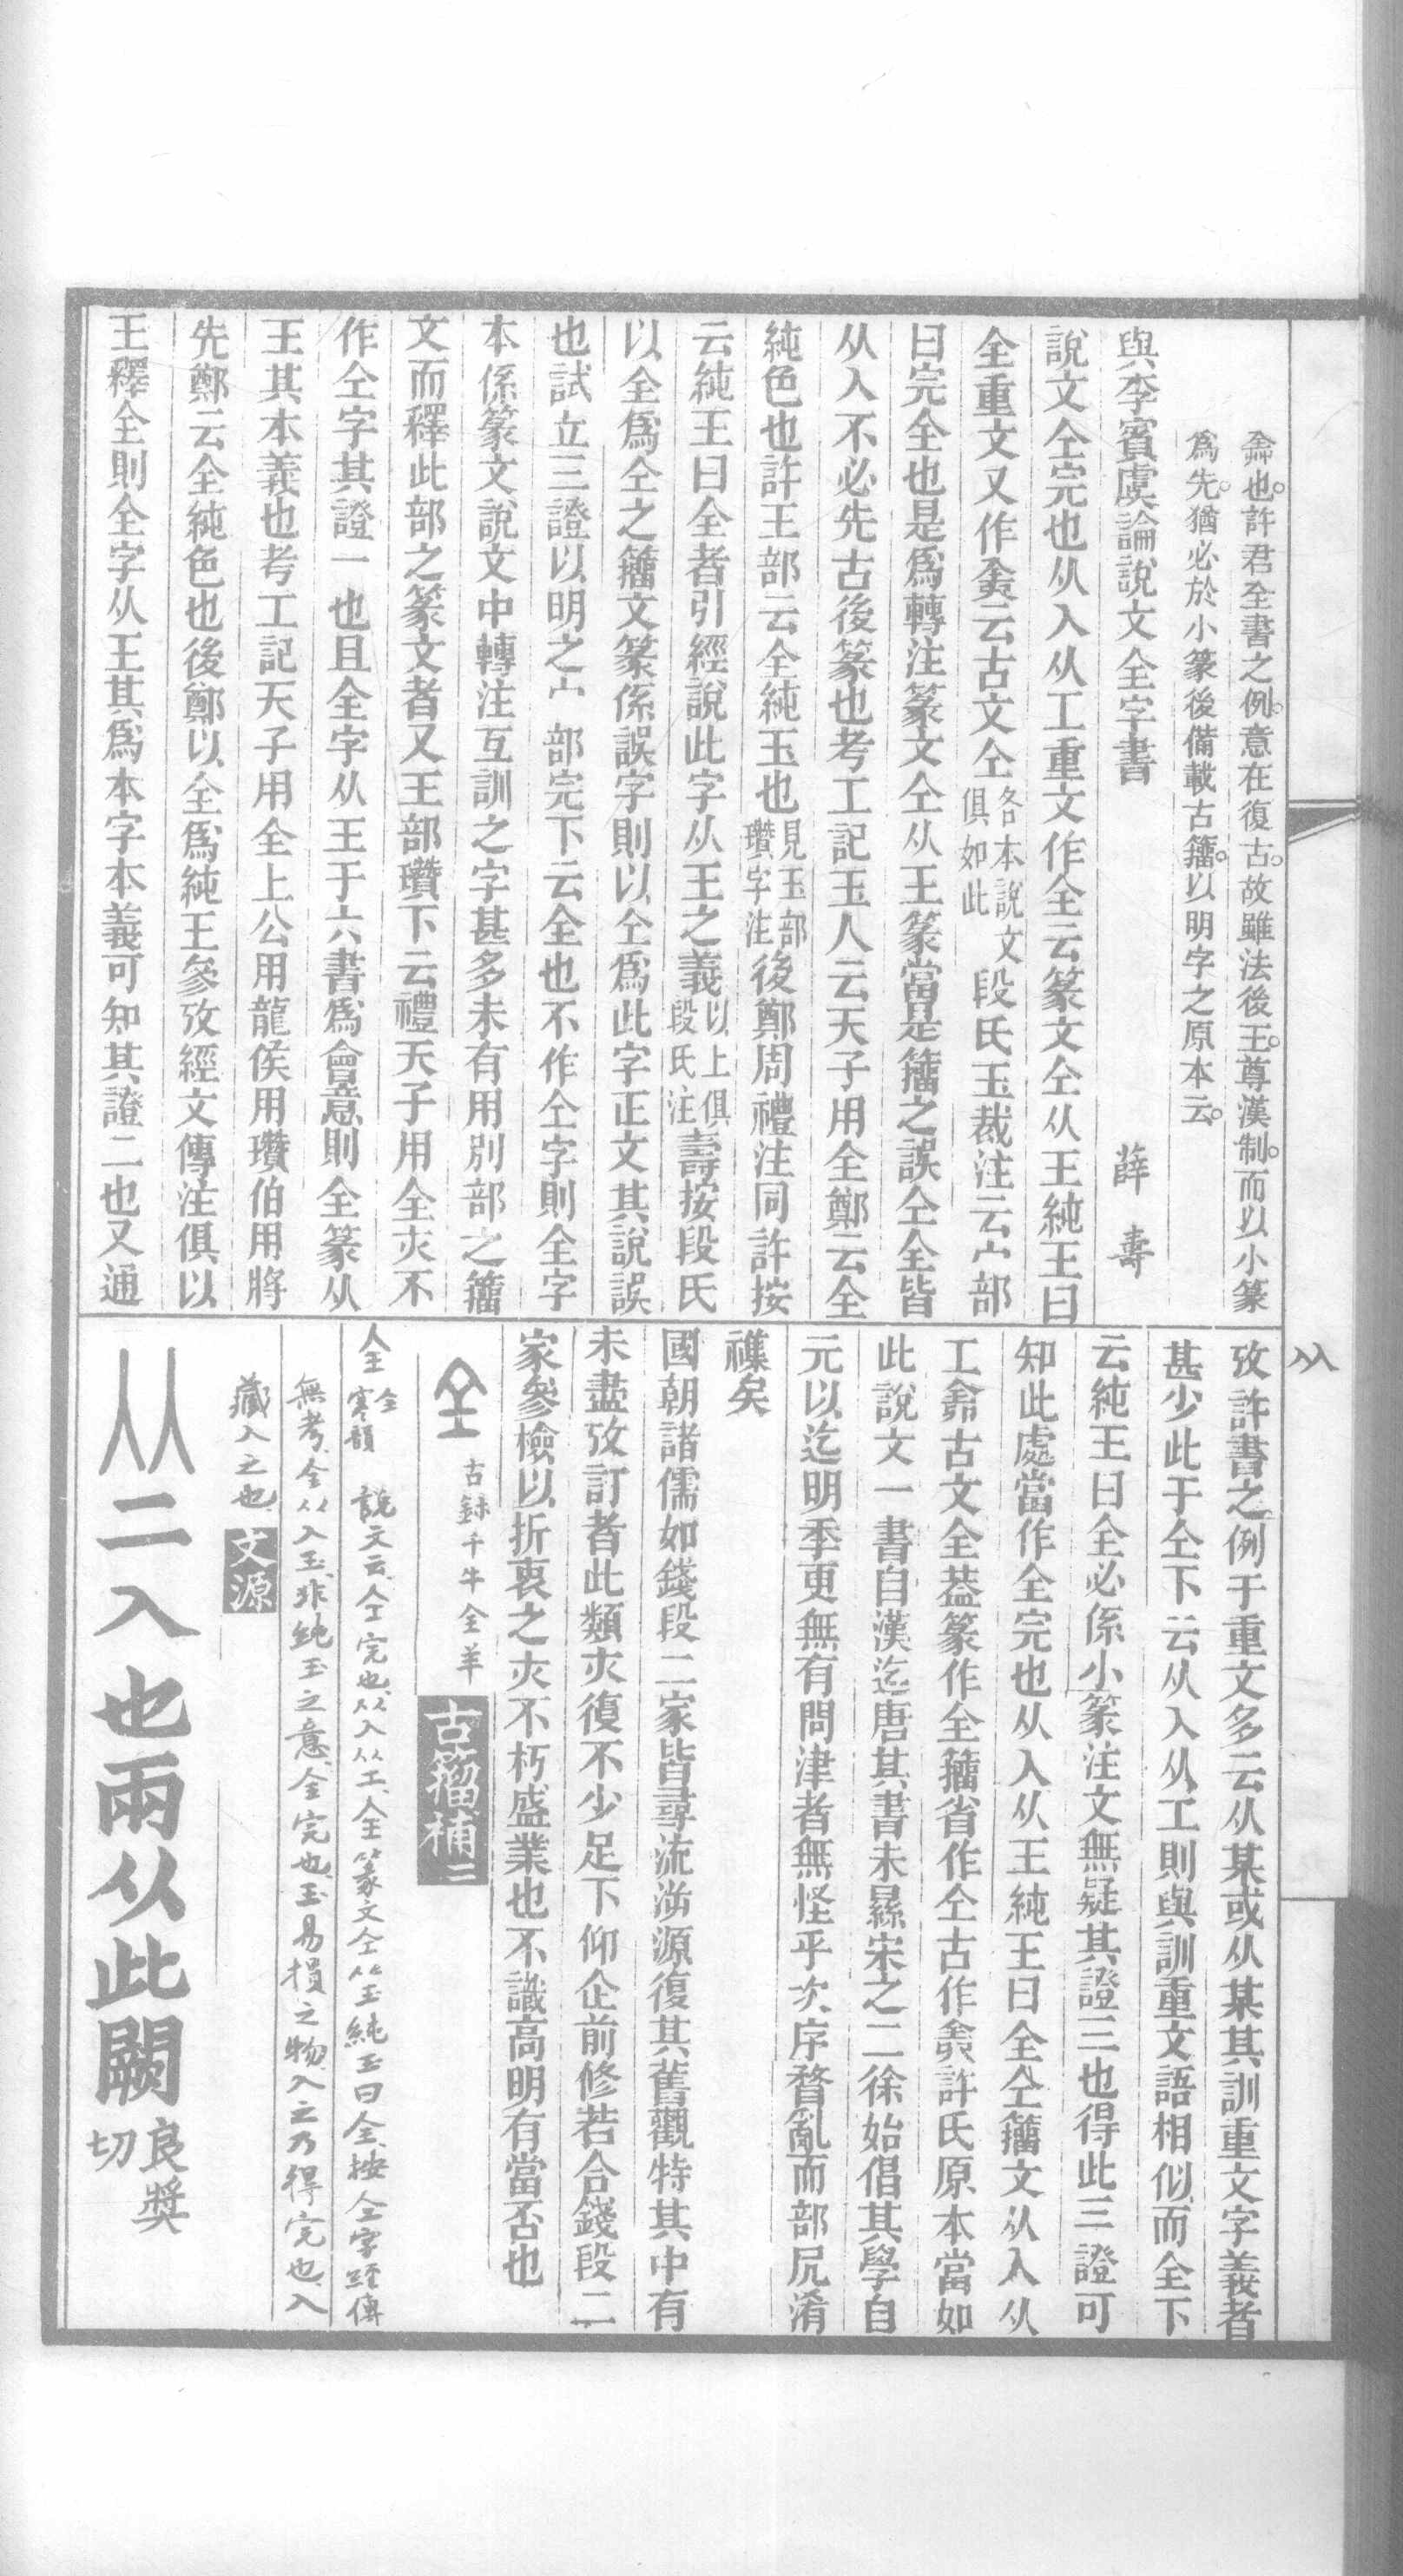 龠也。許君全書之例。意在復古。故雖法後王。尊漢制。而以小篆
爲先。猶必於小篆後備載古籀。以明字之原本云。
與李賓虞論說文全字書　薛壽
說文仝完也从入从工重文作全云篆文仝从王純王曰
全重文又作㒰云古文仝各本說文俱如此段氏玉裁注云宀部
曰完全也是爲轉注篆文仝从王篆當是籀之誤仝全皆
从入不必先古後篆也考工記玉人云天子用全鄭云全
純色也許王部云全純玉也見玉部瓚字注後鄭周禮注同許按
云純王曰全者引經說此字从王之義以上俱段氏注壽按段氏
以全爲仝之籀文篆係誤字則以仝爲此字正文其說誤
也試立三證以明之宀部完下云全也不作仝字則全字
本係篆文說文中轉注互訓之字甚多未有用別部之籀
文而釋此部之篆文者又王部瓚下云禮天子用全亦不
作仝字其證一也且全字从王于六書爲會意則全篆从
王其本義也考工記天子用全上公用龍侯用瓚伯用將
先鄭云全純色也後鄭以全爲純王參攷經文傳注俱以
王釋全則全字从王其爲本字本義可知其證二也又通
攷許書之例于重文多云从某或从某其訓重文字義者
甚少此于仝下云从入从工則與訓重文語相似而全下
云純王曰全必係小篆注文無疑其證三也得此三證可
知此處當作全完也从入从王純王曰全仝籀文从入从
工㒰古文全葢篆作全籀省作仝古作㒰許氏原本當如
此說文一書自漢迄唐其書未顯宋之二徐始倡其學自
元以迄明季更無有問津者無怪乎次序瞀亂而部凥淆
襍矣
國朝諸儒如錢段二家皆尋流泝源復其舊觀特其中有
未盡攷訂者此類亦復不少足下仰企前修若合錢段二
家參檢以折衷之亦不朽盛業也不識高明有當否也
全　古鉨千牛全羊　古籀補
仝　全寒韻　說文云仝完也从入从工全篆文仝从玉純玉曰全按仝字經傳
無考全从入玉非純玉之意全完也玉易損之物入之乃得完也入
藏入之也　文源
从二入也兩从此闕良奬切
从